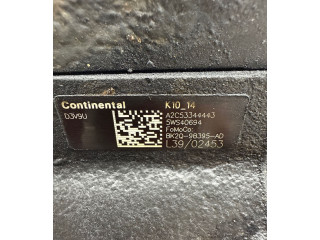 Continental
K10_14
D3V9U
A2C53344443
5WS40694
FoMoCo:
BK2Q-9B395-AD
L39/02453